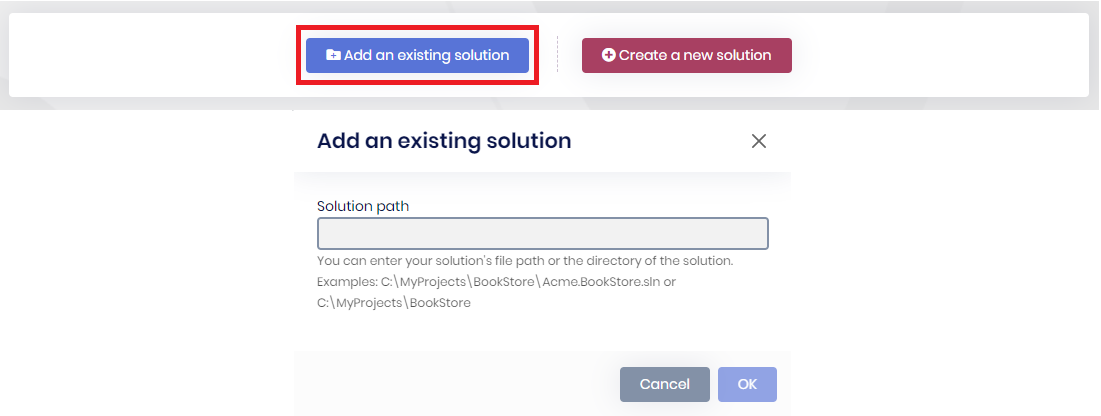 Add an existing solution
Create a new solution
Add an existing solution
Solution path
You can enter your solution's file path or the directory of the solution.
Examples: C:\MyProjects\BookStore\Acme.BookStore.sln or
C:\MyProjects\BookStore
Cancel
OK